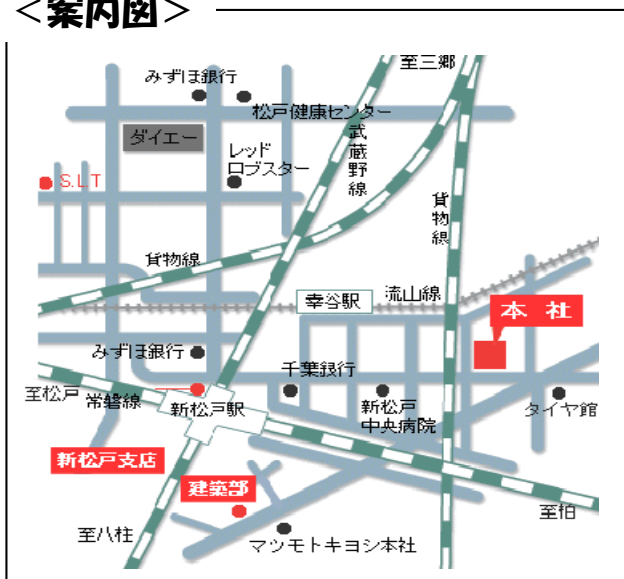 ＜案内図＞
至三郷
みずほ銀行
松戸健康センター
ダイエー
武蔵野線
レッド
ロブスター
S.L.T
貨物線
貨物線
幸谷駅
流山線
本 社
みずほ銀行
千葉銀行
至松戸
常磐線
新松戸駅
新松戸
中央病院
タイヤ館
新松戸支店
建築部
至柏
至八柱
マツモトキヨシ本社